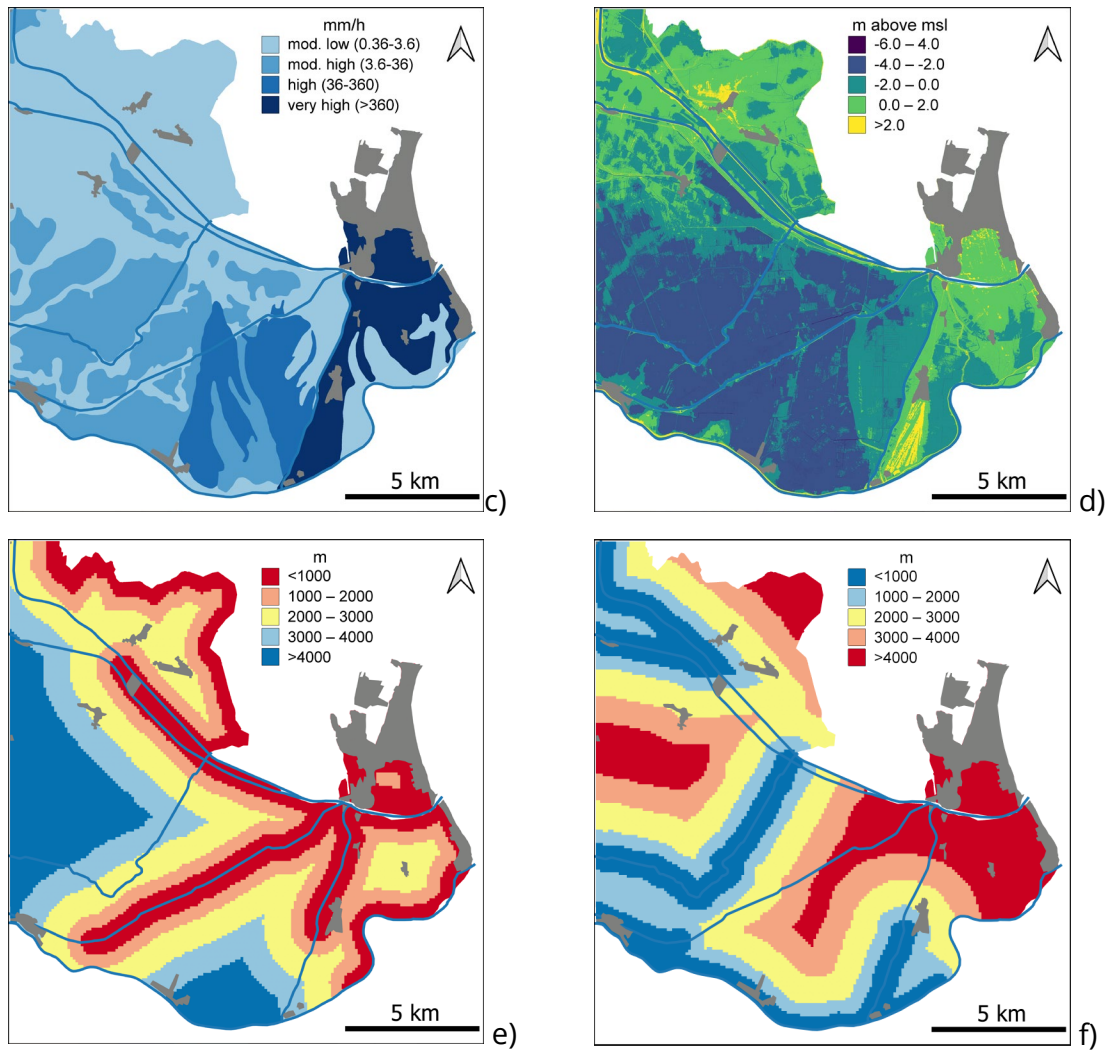 mm/h
mod. low (0.36-3.6)
mod. high (3.6-36)
high (36-360)
very high (>360)
5 km
c)
m above msl
-6.0 – 4.0
-4.0 – -2.0
-2.0 – 0.0
0.0 – 2.0
>2.0
5 km
d)
m
<1000
1000 – 2000
2000 – 3000
3000 – 4000
>4000
5 km
e)
m
<1000
1000 – 2000
2000 – 3000
3000 – 4000
>4000
5 km
f)